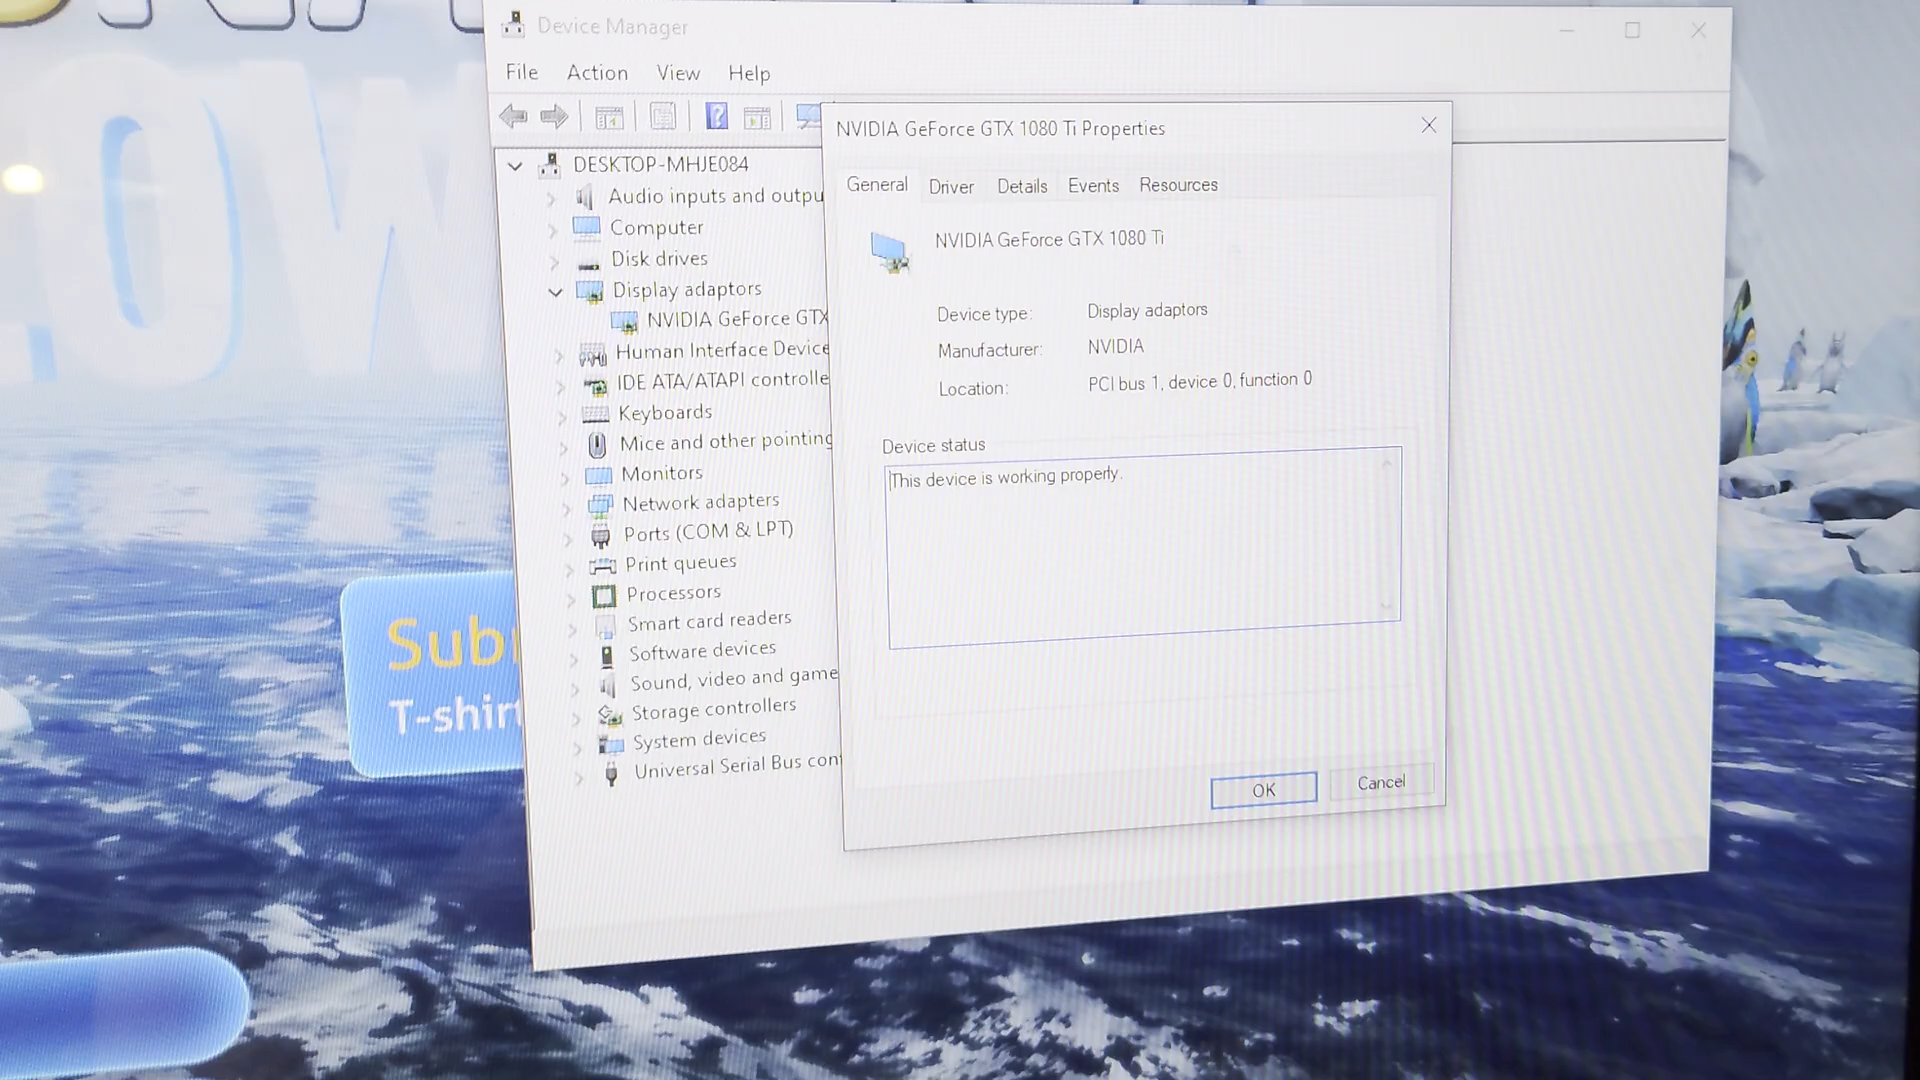 LOW
Device Manager
File Action View Help
DESKTOP-MHJE084
Audio inputs and outpu
Computer
Disk drives
Display adaptors
NVIDIA GeForce GTX
Human Interface Device
IDE ATA/ATAPI controlle
Keyboards
Mice and other pointing
Monitors
Network adapters
Ports (COM & LPT)
Print queues
Processors
Smart card readers
Software devices
Sound, video and game
Storage controllers
System devices
Universal Serial Bus con
NVIDIA GeForce GTX 1080 Ti Properties
General Driver Details Events Resources
NVIDIA GeForce GTX 1080 Ti
Device type: Display adaptors
Manufacturer: NVIDIA
Location: PCI bus 1, device 0, function 0
Device status
This device is working properly.
OK Cancel
Sub
T-shirt